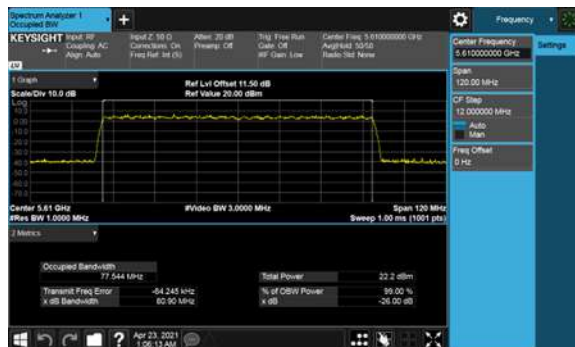 Spectrum Analyzer 1
Occupied BW
Frequency
KEYSIGHT
Input: RF
Coupling: AC
Align: Auto
Input Z: 50 Ω
Corrections: On
Freq Ref: Int (S)
Atten: 20 dB
Preamp: Off
Trig: Free Run
Gate: Off
#IF Gain: Low
Center Freq: 5.610000000 GHz
Avg|Hold: 50/50
Radio Std: None
1 Graph
Scale/Div 10.0 dB
Ref Lvl Offset 11.50 dB
Ref Value 20.00 dBm
Log
10.0
0.00
Center 5.61 GHz
#Res BW 1.0000 MHz
#Video BW 3.0000 MHz
Span 120 MHz
Sweep 1.00 ms (1001 pts)
2 Metrics
Occupied Bandwidth
77.544 MHz
Total Power
22.2 dBm
Transmit Freq Error
-64.245 kHz
% of OBW Power
99.00 %
x dB Bandwidth
80.90 MHz
x dB
-26.00 dB
Center Frequency
5.610000000 GHz
Settings
Span
120.00 MHz
CF Step
12.000000 MHz
Auto
Man
Freq Offset
0 Hz
?
Apr 23, 2021
1:06:13 AM